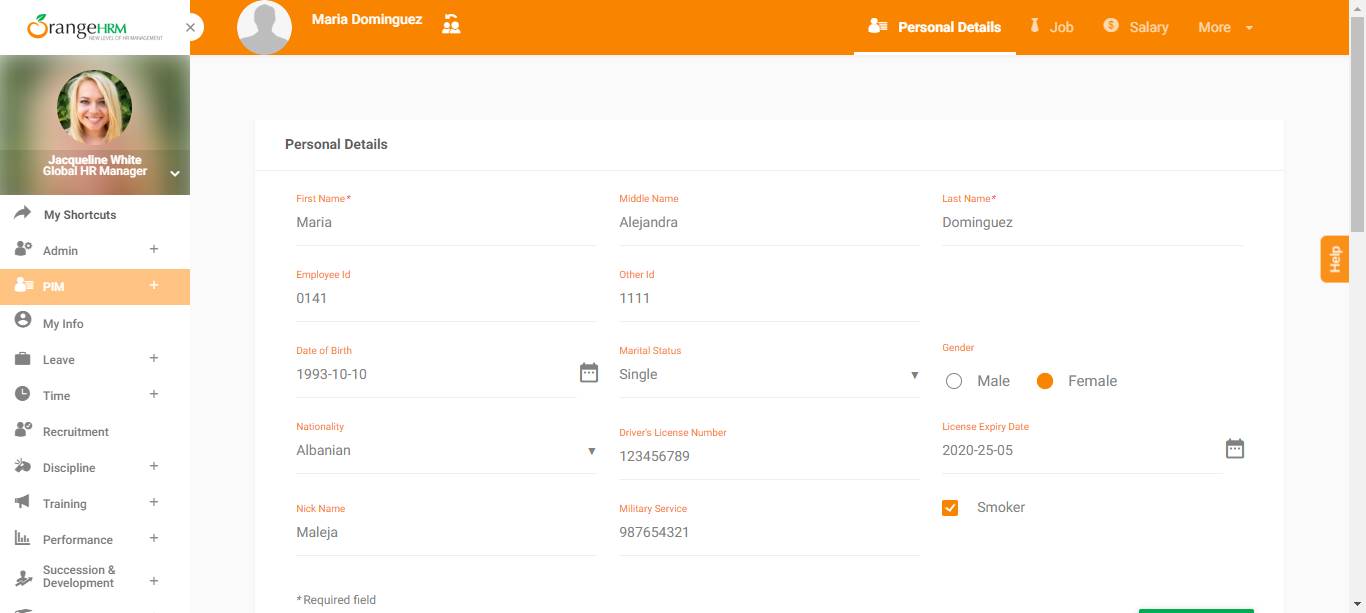 OrangeHRM
NEW LEVEL OF HR MANAGEMENT
Maria Dominguez
Personal Details
Job
Salary
More
Jacqueline White
Global HR Manager
My Shortcuts
Admin
PIM
My Info
Leave
Time
Recruitment
Discipline
Training
Performance
Succession &
Development
Personal Details
First Name*
Maria
Middle Name
Alejandra
Last Name*
Dominguez
Employee Id
0141
Other Id
1111
Date of Birth
1993-10-10
Marital Status
Single
Gender
Male
Female
Nationality
Albanian
Driver's License Number
123456789
License Expiry Date
2020-25-05
Nick Name
Maleja
Military Service
987654321
Smoker
* Required field
Help